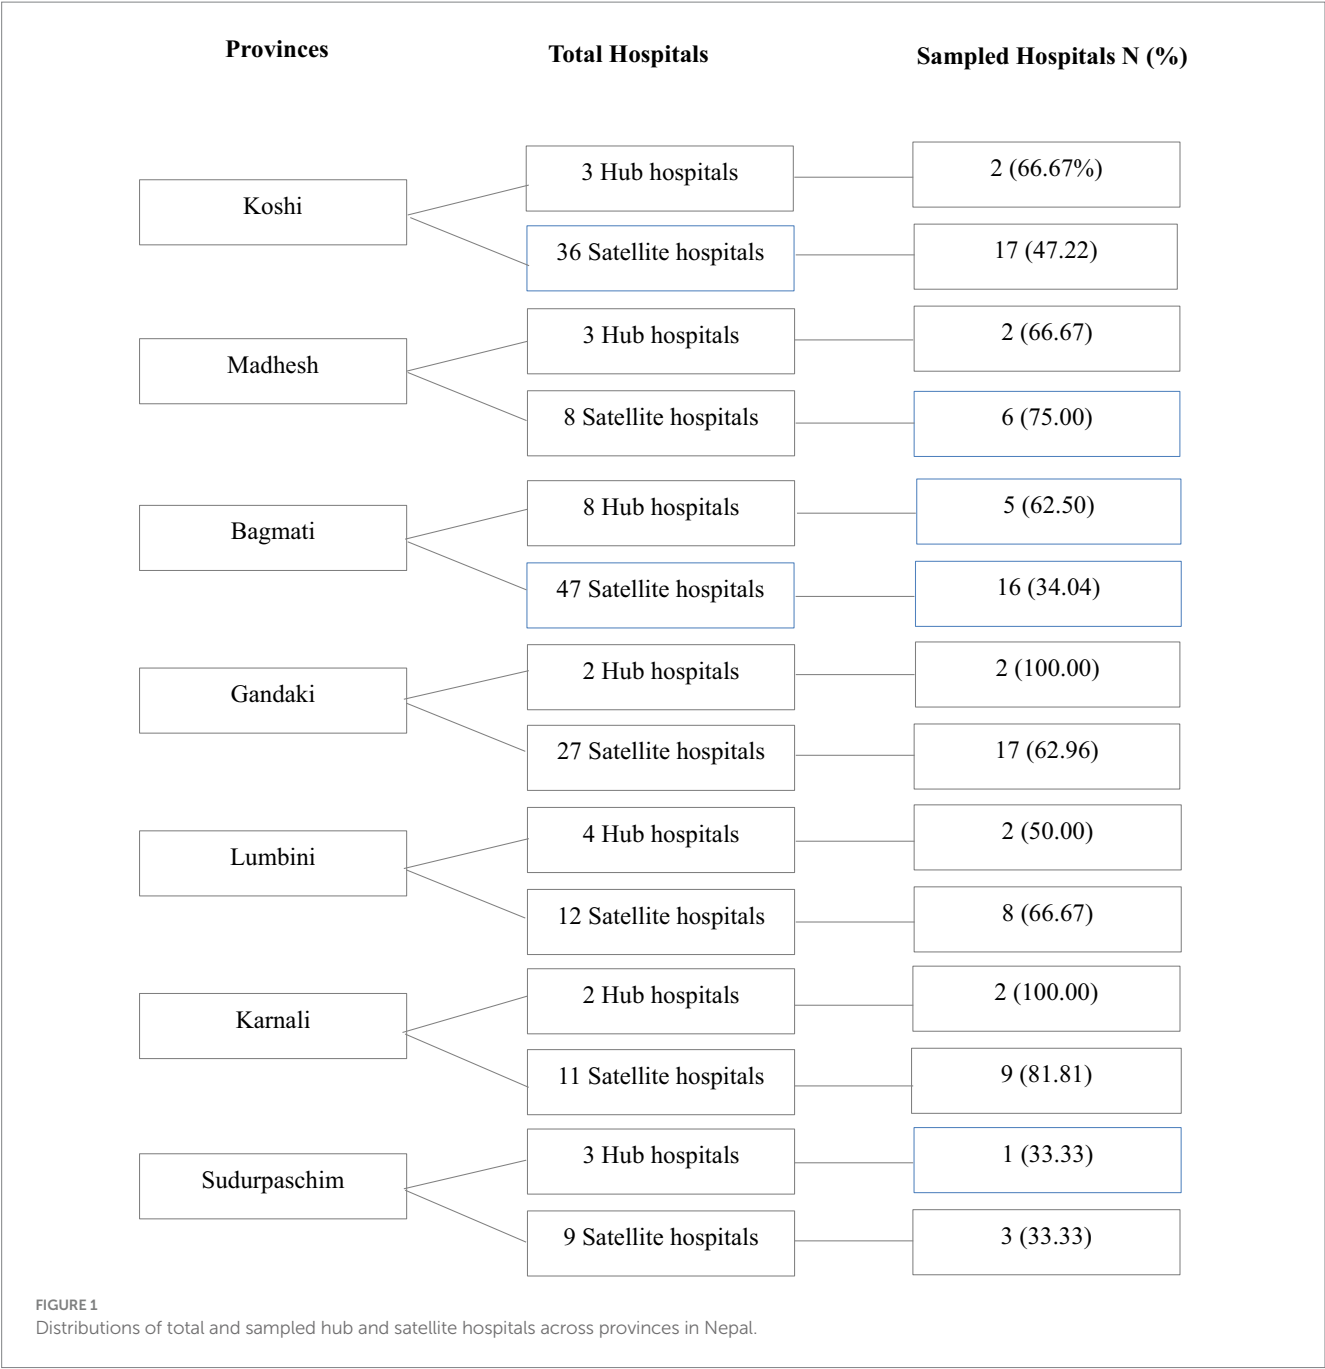 Provinces
Total Hospitals
Sampled Hospitals N (%)
Koshi
3 Hub hospitals
2 (66.67%)
36 Satellite hospitals
17 (47.22)
Madhesh
3 Hub hospitals
2 (66.67)
8 Satellite hospitals
6 (75.00)
Bagmati
8 Hub hospitals
5 (62.50)
47 Satellite hospitals
16 (34.04)
Gandaki
2 Hub hospitals
2 (100.00)
27 Satellite hospitals
17 (62.96)
Lumbini
4 Hub hospitals
2 (50.00)
12 Satellite hospitals
8 (66.67)
Karnali
2 Hub hospitals
2 (100.00)
11 Satellite hospitals
9 (81.81)
Sudurpaschim
3 Hub hospitals
1 (33.33)
9 Satellite hospitals
3 (33.33)
FIGURE 1
Distributions of total and sampled hub and satellite hospitals across provinces in Nepal.